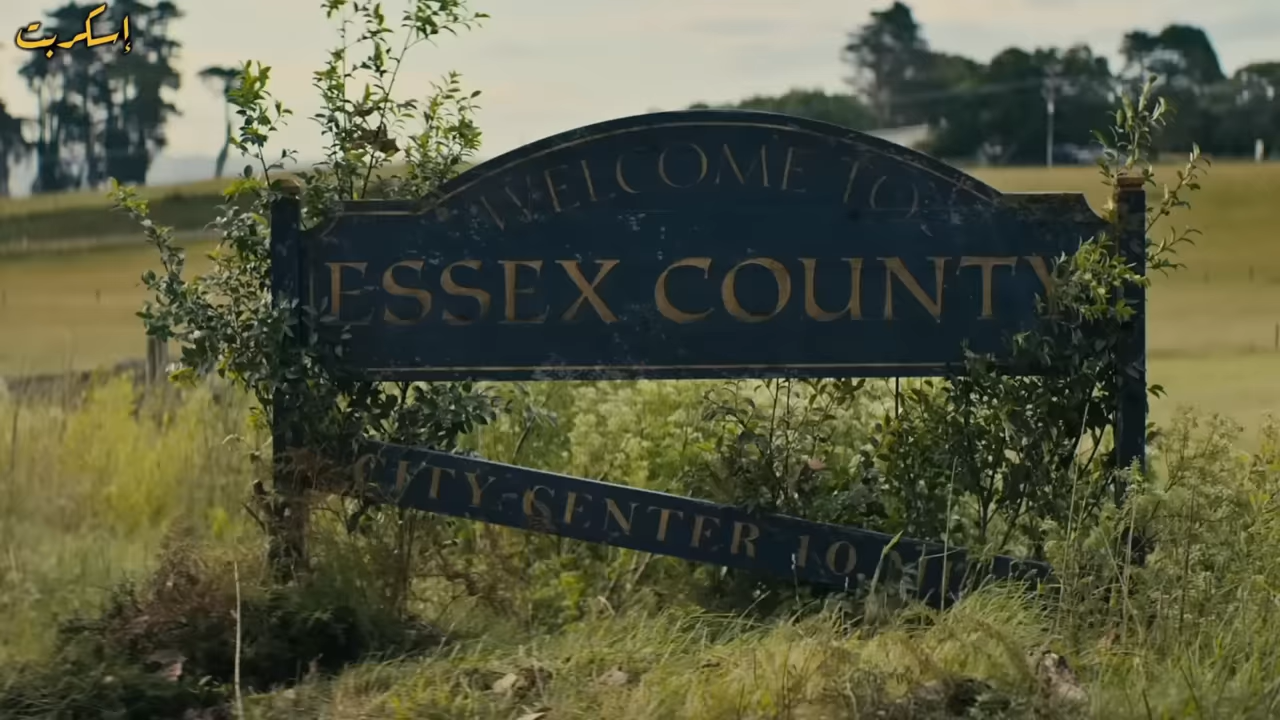 إسكربت
WELCOME TO
ESSEX COUNTY
CITY CENTER 10